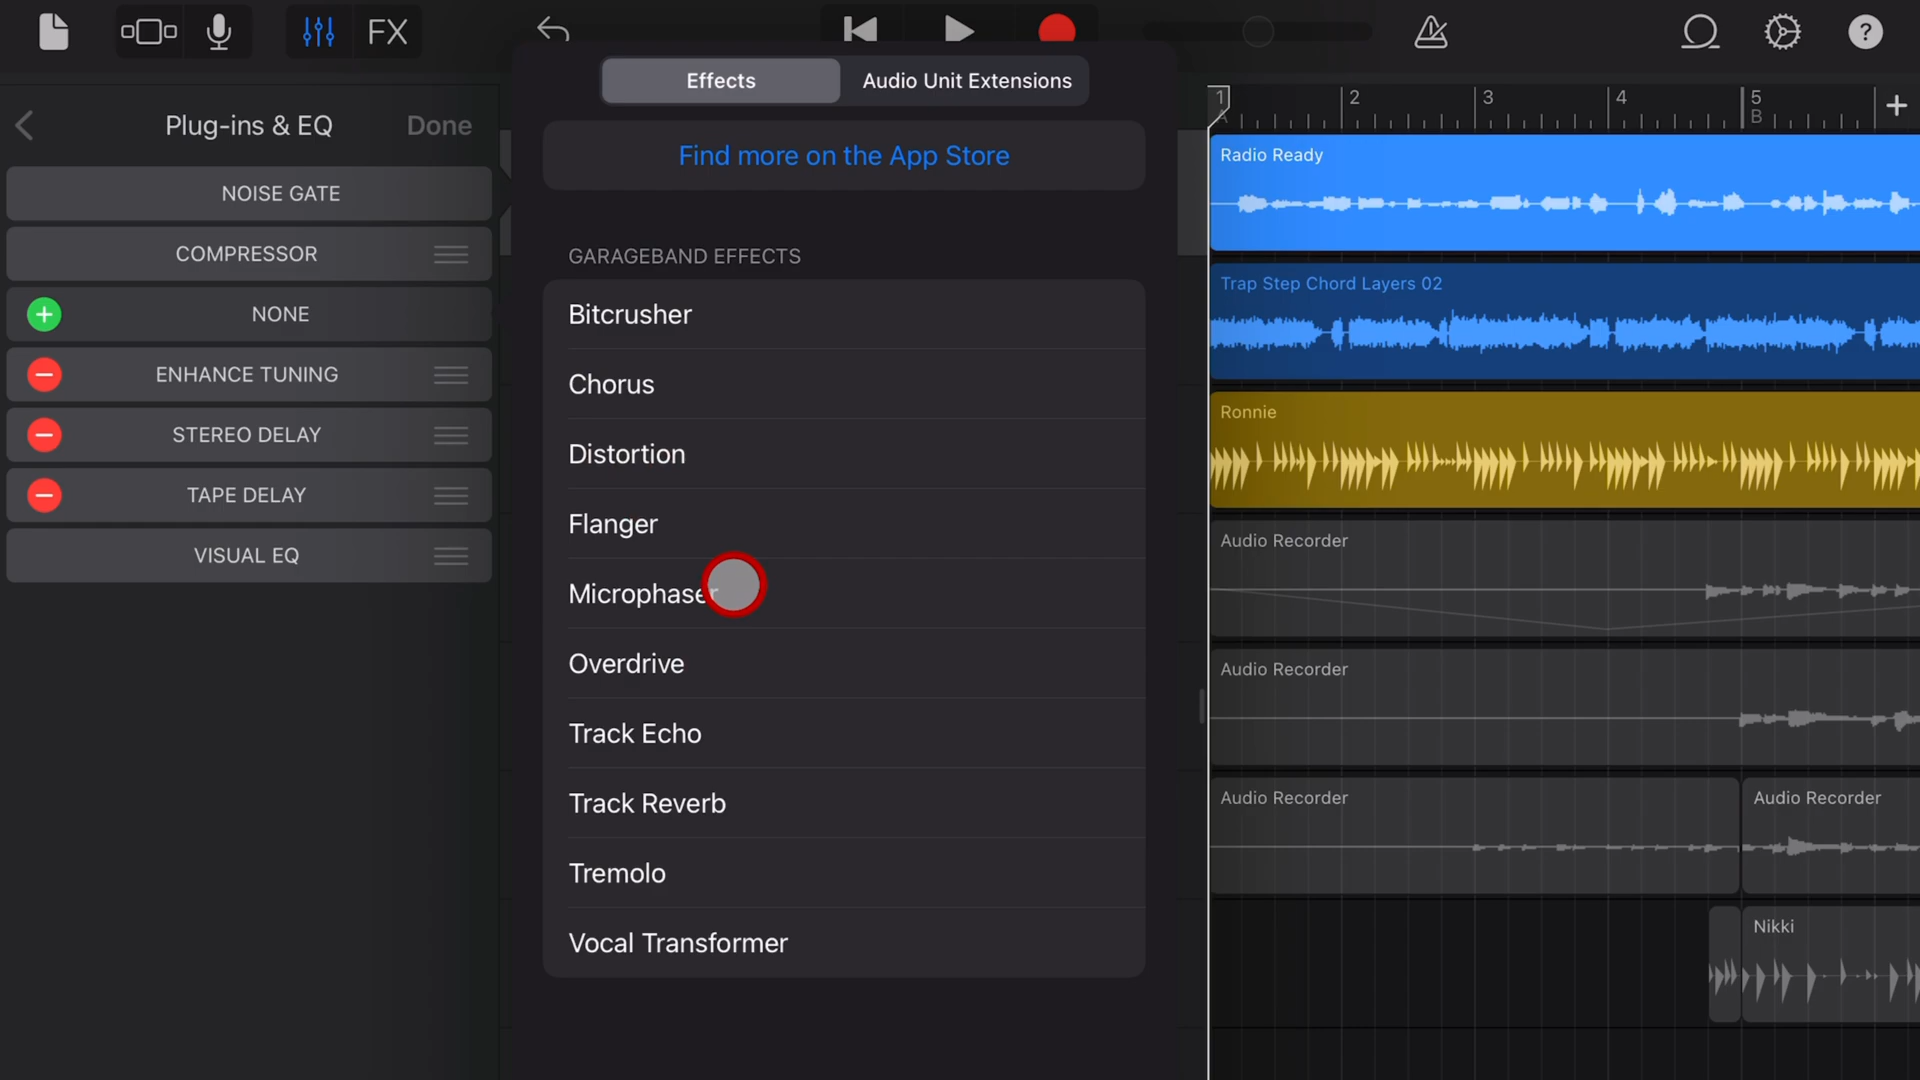 FX
Effects
Audio Unit Extensions
?
Plug-ins & EQ
Done
Find more on the App Store
1
A
2
3
4
5
B
NOISE GATE
COMPRESSOR
NONE
ENHANCE TUNING
STEREO DELAY
TAPE DELAY
VISUAL EQ
GARAGEBAND EFFECTS
Bitcrusher
Chorus
Distortion
Flanger
Microphaser
Overdrive
Track Echo
Track Reverb
Tremolo
Vocal Transformer
Radio Ready
Trap Step Chord Layers 02
Ronnie
Audio Recorder
Audio Recorder
Audio Recorder
Audio Recorder
Nikki